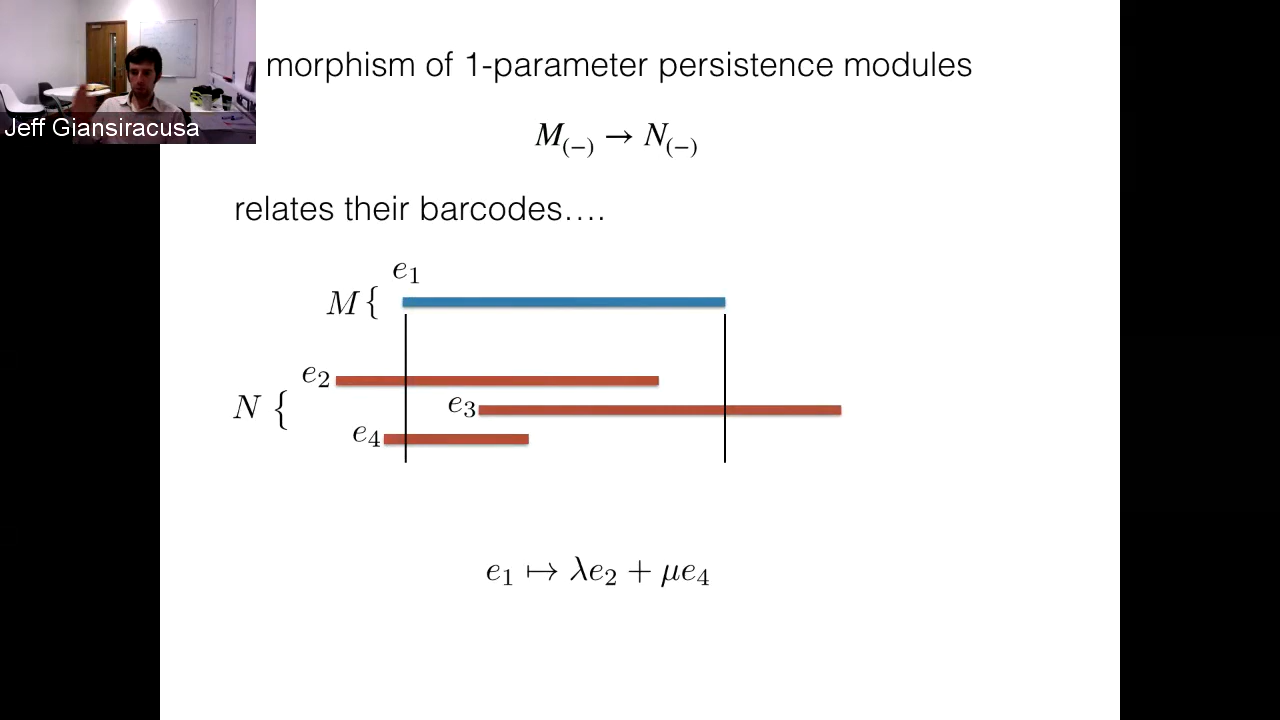 morphism of 1-parameter persistence modules
Jeff Giansiracusa
M₍₋₎ → N₍₋₎
relates their barcodes….
e₁
M {
e₂
N {
e₃
e₄
e₁ ↦ λe₂ + μe₄